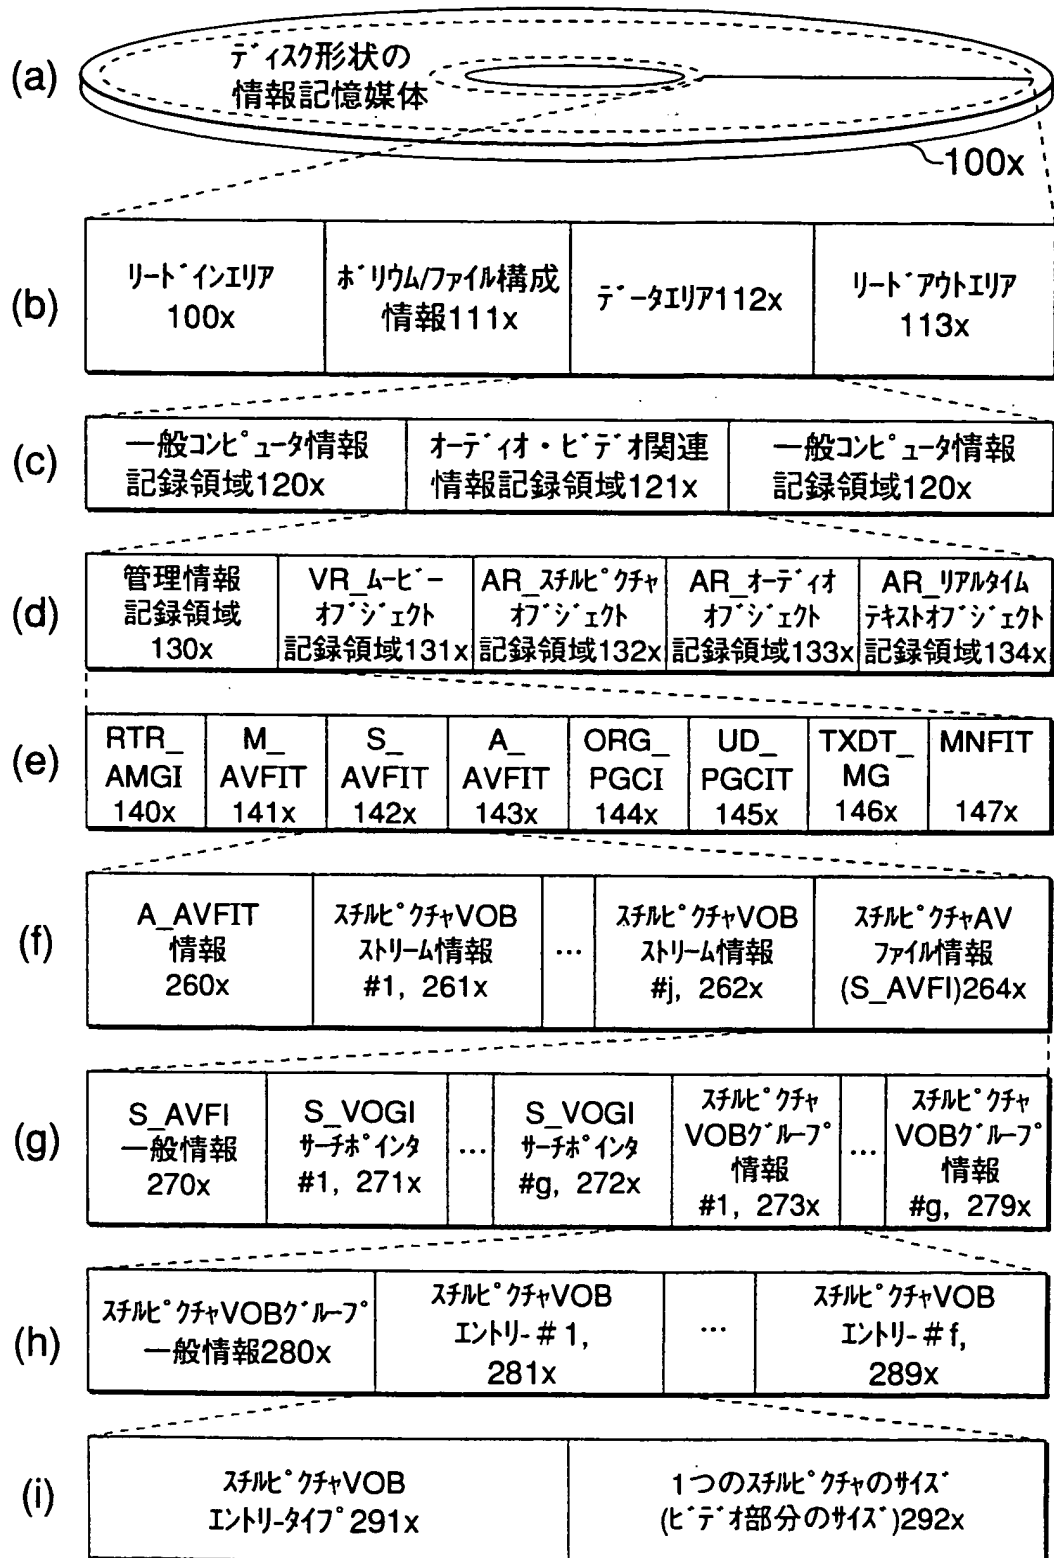 (a)
ディスク形状の
情報記憶媒体
100x
(b)
リードインエリア
100x
ボリウム/ファイル構成
情報111x
データエリア112x
リードアウトエリア
113x
(c)
一般コンピュータ情報
記録領域120x
オーディオ・ビデオ関連
情報記録領域121x
一般コンピュータ情報
記録領域120x
(d)
管理情報
記録領域
130x
VR_ムービー
オブジェクト
記録領域131x
AR_スチルピクチャ
オブジェクト
記録領域132x
AR_オーディオ
オブジェクト
記録領域133x
AR_リアルタイム
テキストオブジェクト
記録領域134x
(e)
RTR_
AMGI
140x
M_
AVFIT
141x
S_
AVFIT
142x
A_
AVFIT
143x
ORG_
PGCI
144x
UD_
PGCIT
145x
TXDT_
MG
146x
MNFIT
147x
(f)
A_AVFIT
情報
260x
スチルピクチャVOB
ストリーム情報
#1, 261x
...
スチルピクチャVOB
ストリーム情報
#j, 262x
スチルピクチャAV
ファイル情報
(S_AVFI)264x
(g)
S_AVFI
一般情報
270x
S_VOGI
サーチポインタ
#1, 271x
...
S_VOGI
サーチポインタ
#g, 272x
スチルピクチャ
VOBグループ
情報
#1, 273x
...
スチルピクチャ
VOBグループ
情報
#g, 279x
(h)
スチルピクチャVOBグループ
一般情報280x
スチルピクチャVOB
エントリー#1,
281x
...
スチルピクチャVOB
エントリー#f,
289x
(i)
スチルピクチャVOB
エントリータイプ291x
1つのスチルピクチャのサイズ
(ビデオ部分のサイズ)292x